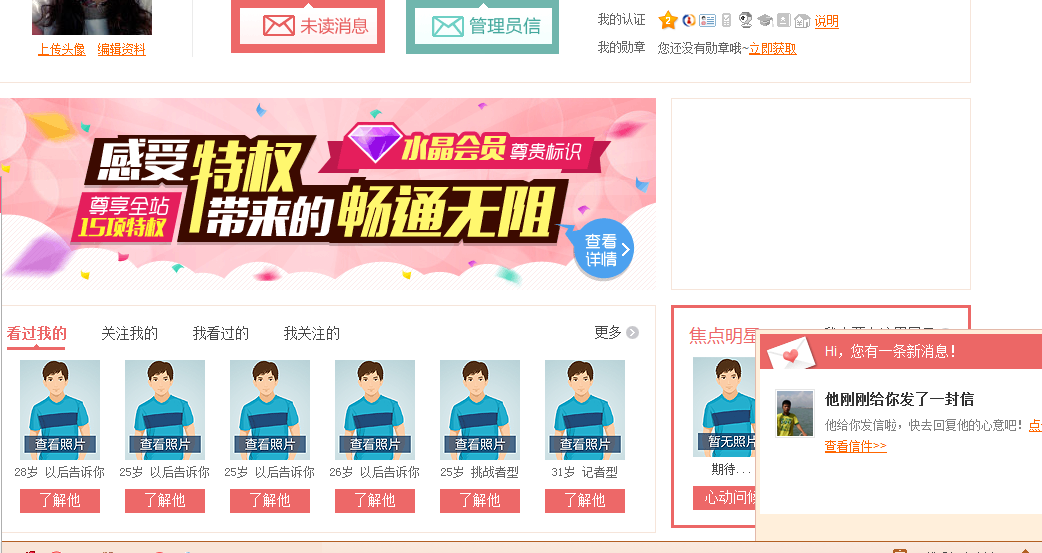 上传头像 编辑资料
未读消息
管理员信
我的认证
2
说明
我的勋章 您还没有勋章哦~立即获取
感受特权
水晶会员 尊贵标识
尊享全站
15项特权
带来的畅通无阻
查看
详情
看过我的 关注我的 我看过的 我关注的 更多
查看照片 查看照片 查看照片 查看照片 查看照片 查看照片
28岁 以后告诉你 25岁 以后告诉你 25岁 以后告诉你 26岁 以后告诉你 25岁 挑战者型 31岁 记者型
了解他 了解他 了解他 了解他 了解他 了解他
焦点明星
暂无照
期待...
心动问候
Hi，您有一条新消息！
他刚刚给你发了一封信
他给你发信啦，快去回复他的心意吧！点
查看信件>>